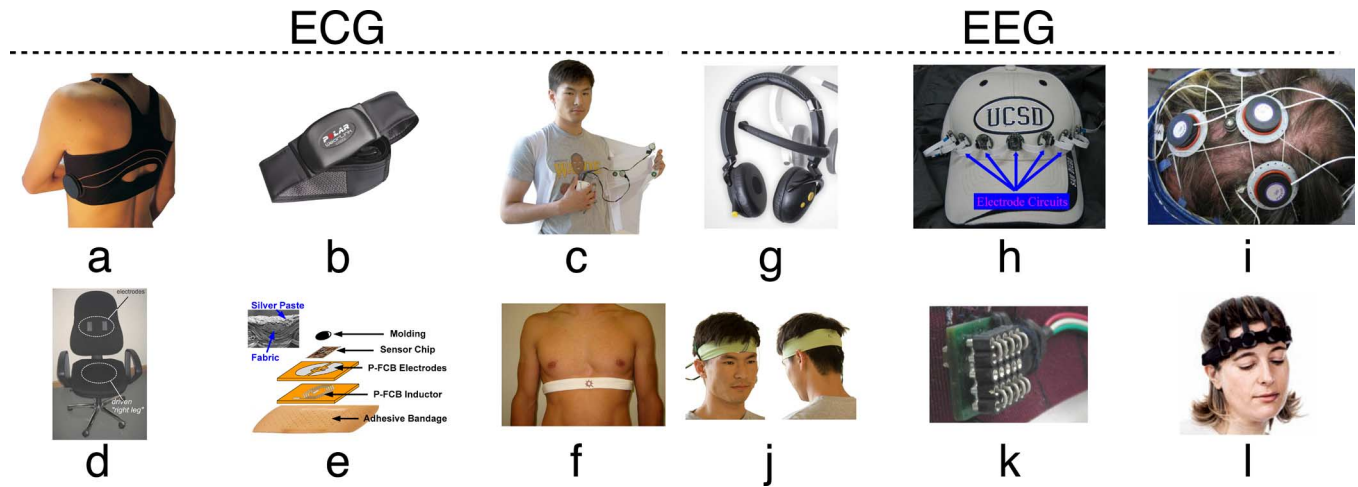 ECG
EEG
POLAR
UCSD
Electrode Circuits
a
b
c
g
h
i
electrodes
driven
"right leg"
Silver Paste
Fabric
Molding
Sensor Chip
P-FCB Electrodes
P-FCB Inductor
Adhesive Bandage
d
e
f
j
k
l